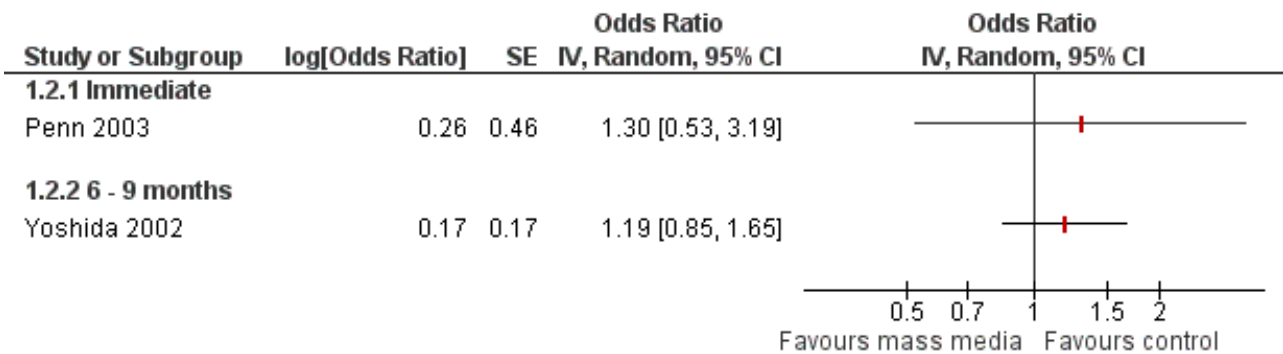 Odds Ratio Odds Ratio
Study or Subgroup log[Odds Ratio] SE IV, Random, 95% CI IV, Random, 95% CI
1.2.1 Immediate
Penn 2003 0.26 0.46 1.30 [0.53, 3.19]
1.2.2 6 - 9 months
Yoshida 2002 0.17 0.17 1.19 [0.85, 1.65]
0.5 0.7 1 1.5 2
Favours mass media Favours control